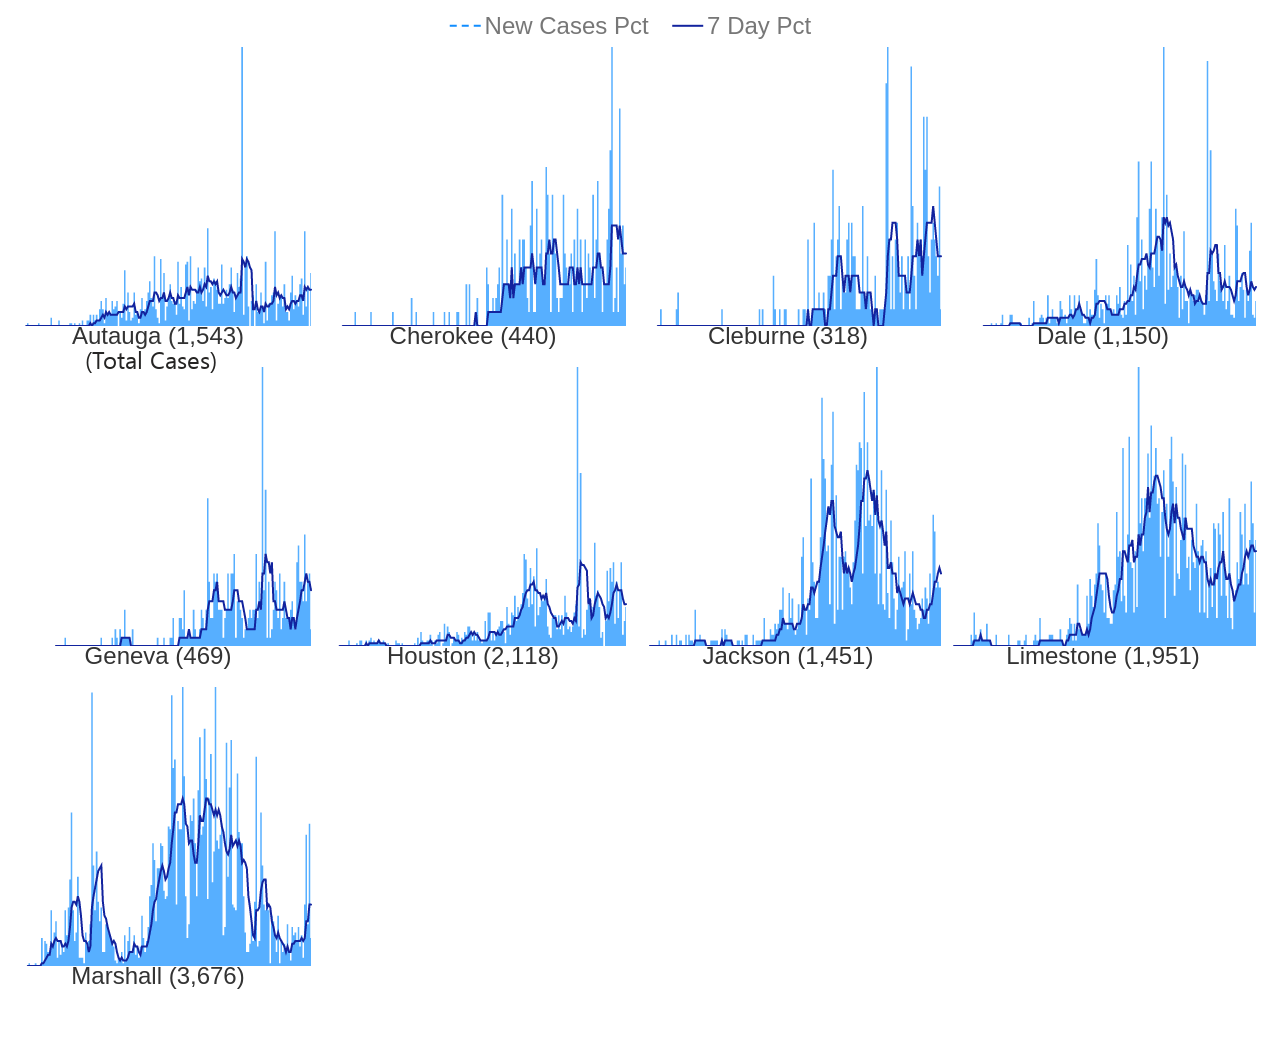 New Cases Pct 7 Day Pct
Autauga (1,543) Cherokee (440) Cleburne (318) Dale (1,150)
(Total Cases)
Geneva (469) Houston (2,118) Jackson (1,451) Limestone (1,951)
Marshall (3,676)